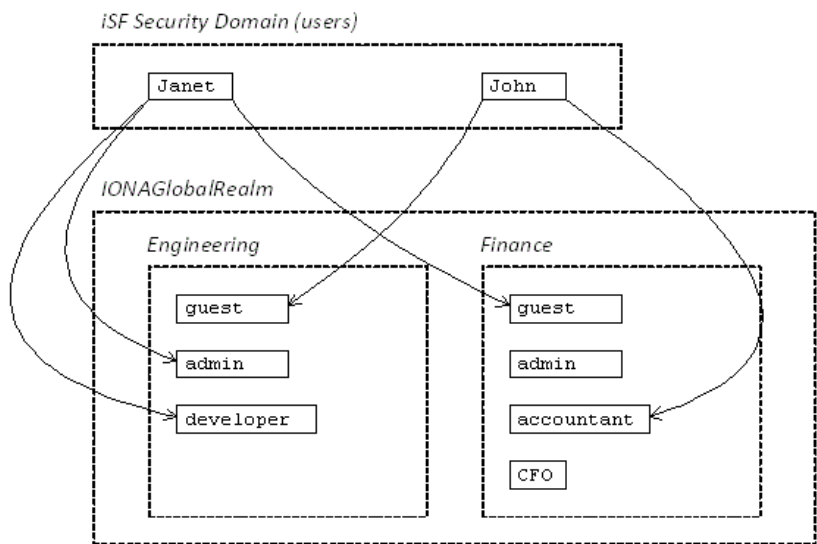 iSF Security Domain (users)
Janet
John
IONAGlobalRealm
Engineering
Finance
guest
guest
admin
admin
developer
accountant
CFO